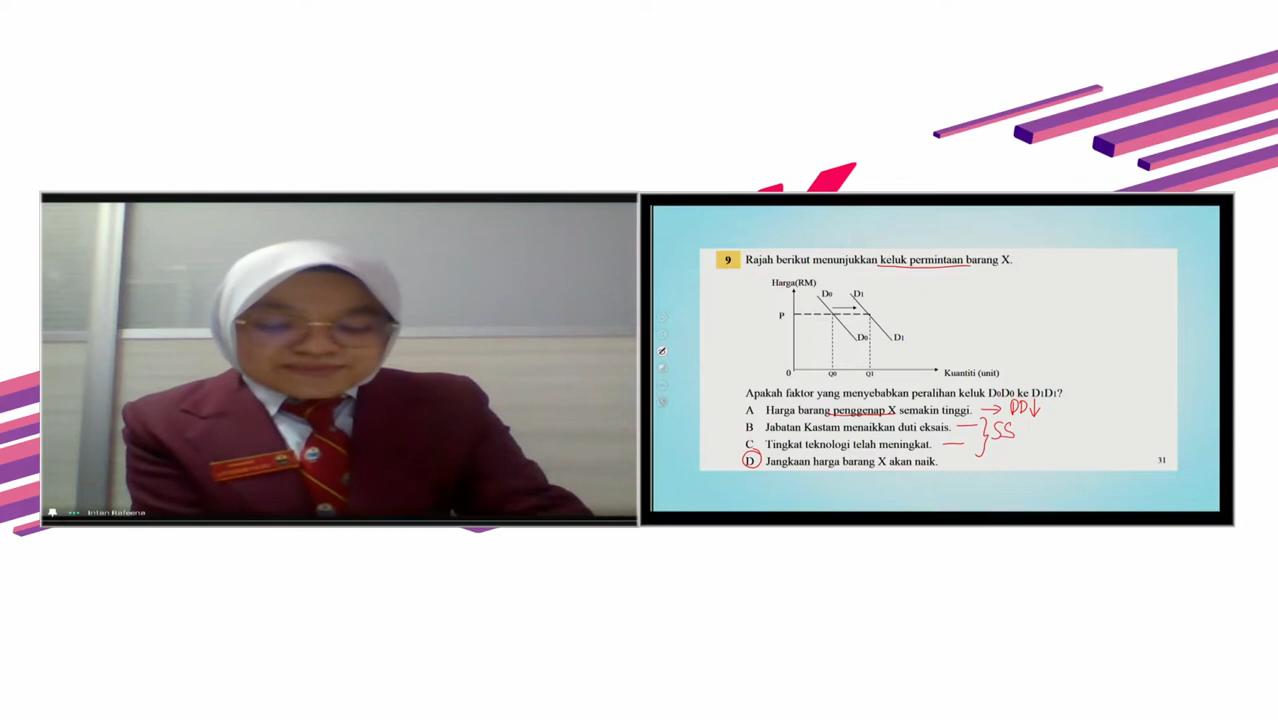 Intan Rafeena
9 Rajah berikut menunjukkan keluk permintaan barang X.
Harga(RM)
D0 D1
P
D0 D1
0 Q0 Q1 Kuantiti (unit)
Apakah faktor yang menyebabkan peralihan keluk D0D0 ke D1D1?
A Harga barang penggenap X semakin tinggi. → DD↓
B Jabatan Kastam menaikkan duti eksais. — } SS
C Tingkat teknologi telah meningkat. —
D Jangkaan harga barang X akan naik.
31